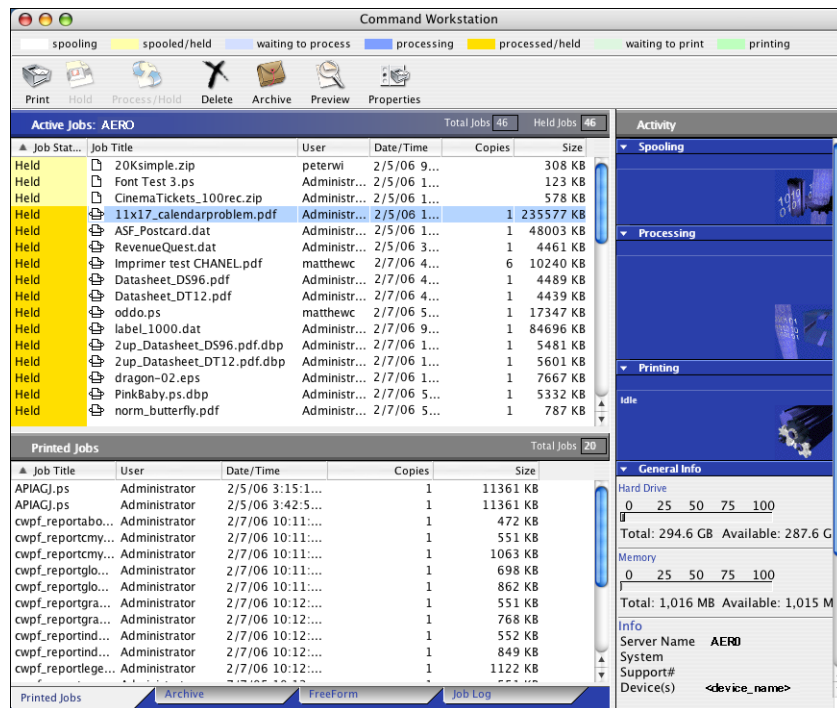 Command Workstation
spooling spooled/held waiting to process processing processed/held waiting to print printing
Print Hold Process/Hold Delete Archive Preview Properties
Active Jobs: AERO Total Jobs 46 Held Jobs 46
Job Stat... Job Title User Date/Time Copies Size
Held 20Ksimple.zip peterwi 2/5/06 9... 308 KB
Held Font Test 3.ps Administr... 2/5/06 1... 123 KB
Held CinemaTickets_100rec.zip Administr... 2/5/06 1... 578 KB
Held 11x17_calendarproblem.pdf Administr... 2/5/06 1... 1 235577 KB
Held ASF_Postcard.dat Administr... 2/5/06 1... 1 48003 KB
Held RevenueQuest.dat Administr... 2/5/06 3... 1 4461 KB
Held Imprimer test CHANEL.pdf matthewc 2/7/06 4... 6 10240 KB
Held Datasheet_DS96.pdf Administr... 2/7/06 4... 1 4489 KB
Held Datasheet_DT12.pdf Administr... 2/7/06 4... 1 4439 KB
Held oddo.ps matthewc 2/7/06 5... 1 17347 KB
Held label_1000.dat Administr... 2/7/06 9... 1 84696 KB
Held 2up_Datasheet_DS96.pdf.dbp Administr... 2/7/06 1... 1 5481 KB
Held 2up_Datasheet_DT12.pdf.dbp Administr... 2/7/06 1... 1 5601 KB
Held dragon-02.eps Administr... 2/7/06 1... 1 7667 KB
Held PinkBaby.ps.dbp Administr... 2/7/06 5... 1 5332 KB
Held norm_butterfly.pdf Administr... 2/7/06 5... 1 787 KB
Printed Jobs Total Jobs 20
Job Title User Date/Time Copies Size
APIAGJ.ps Administrator 2/5/06 3:15:1... 1 11361 KB
APIAGJ.ps Administrator 2/5/06 3:42:5... 1 11361 KB
cwpf_reportabo... Administrator 2/7/06 10:11:... 1 472 KB
cwpf_reportcmy... Administrator 2/7/06 10:11:... 1 551 KB
cwpf_reportcmy... Administrator 2/7/06 10:11:... 1 1063 KB
cwpf_reportglo... Administrator 2/7/06 10:11:... 1 698 KB
cwpf_reportglo... Administrator 2/7/06 10:11:... 1 862 KB
cwpf_reportgra... Administrator 2/7/06 10:12:... 1 551 KB
cwpf_reportgra... Administrator 2/7/06 10:12:... 1 768 KB
cwpf_reportind... Administrator 2/7/06 10:12:... 1 552 KB
cwpf_reportind... Administrator 2/7/06 10:12:... 1 849 KB
cwpf_reportlege... Administrator 2/7/06 10:12:... 1 1122 KB
Printed Jobs Archive FreeForm Job Log
Activity
Spooling
Processing
Printing
Idle
General Info
Hard Drive
0 25 50 75 100
Total: 294.6 GB Available: 287.6 G
Memory
0 25 50 75 100
Total: 1,016 MB Available: 1,015 M
Info
Server Name AERO
System
Support#
Device(s) <device_name>